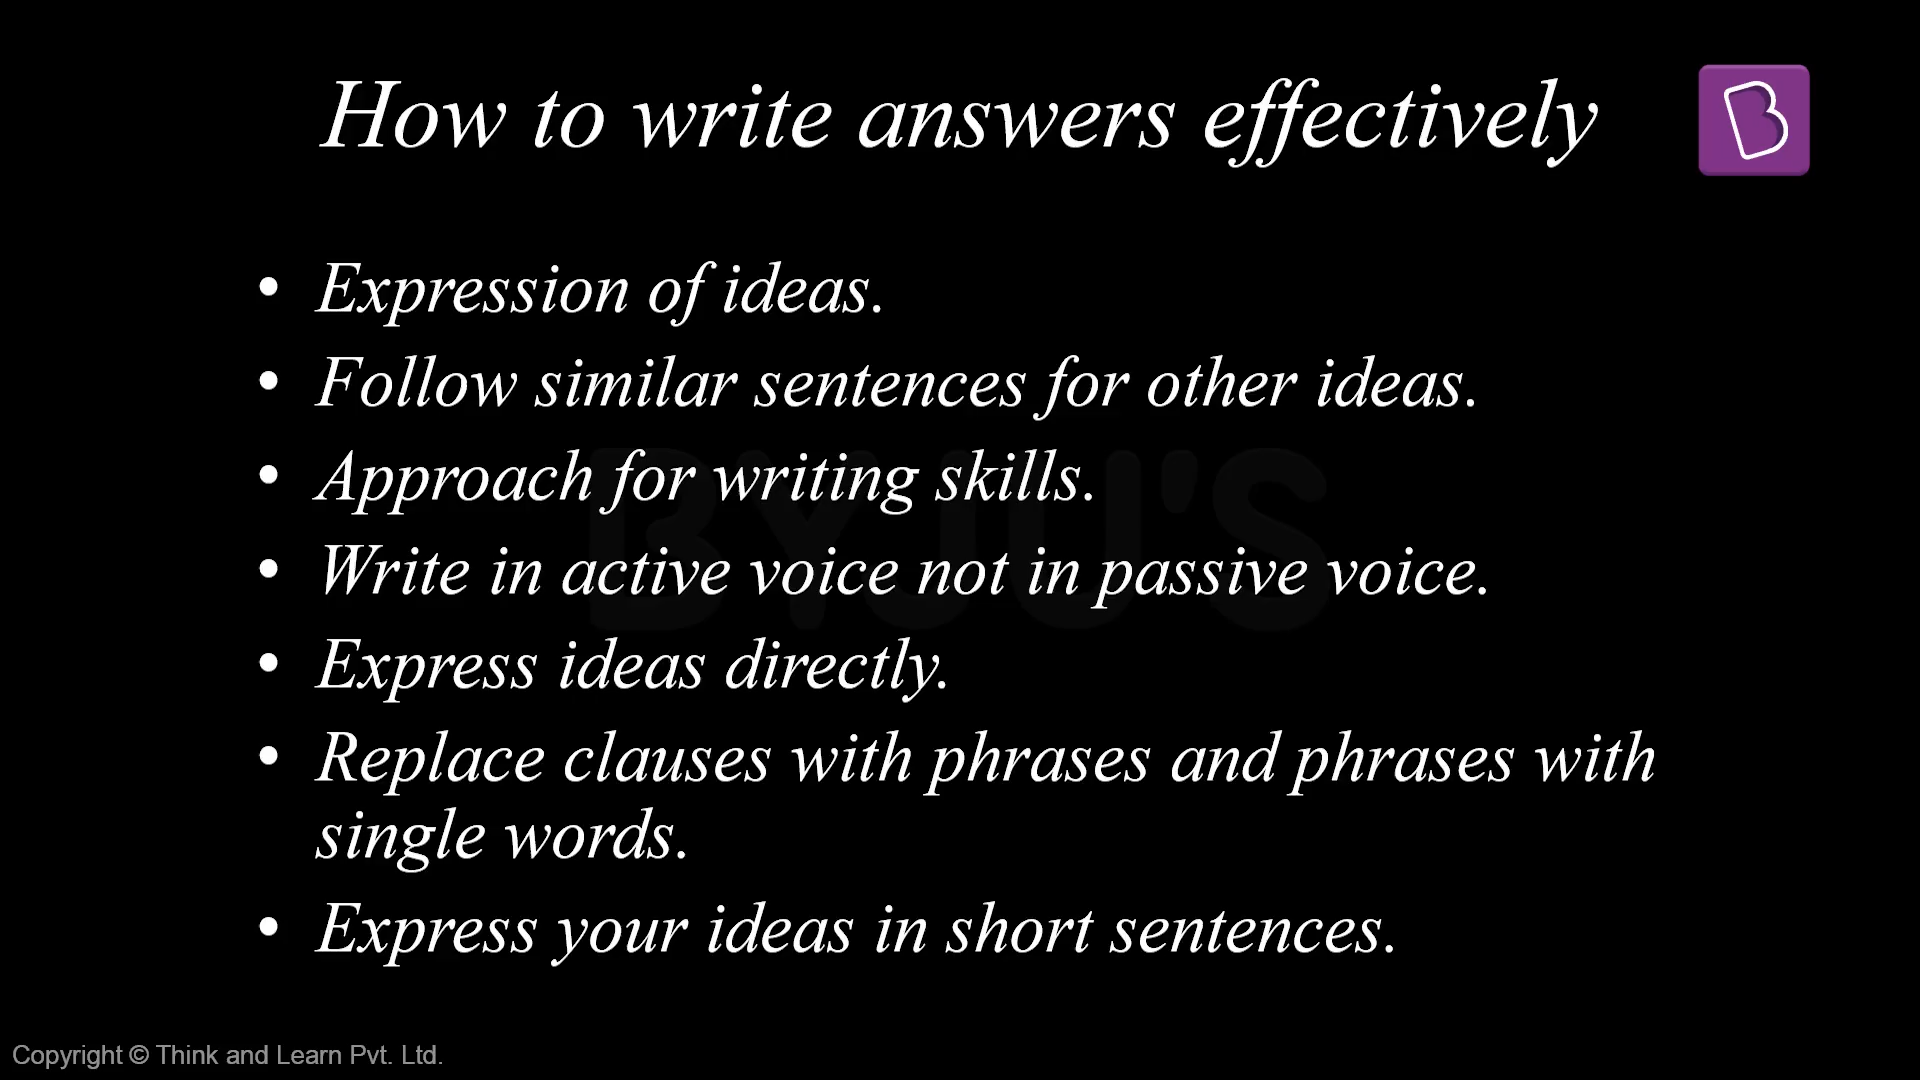 How to write answers effectively
• Expression of ideas.
• Follow similar sentences for other ideas.
• Approach for writing skills.
• Write in active voice not in passive voice.
• Express ideas directly.
• Replace clauses with phrases and phrases with
single words.
• Express your ideas in short sentences.
BYJU'S
Copyright © Think and Learn Pvt. Ltd.